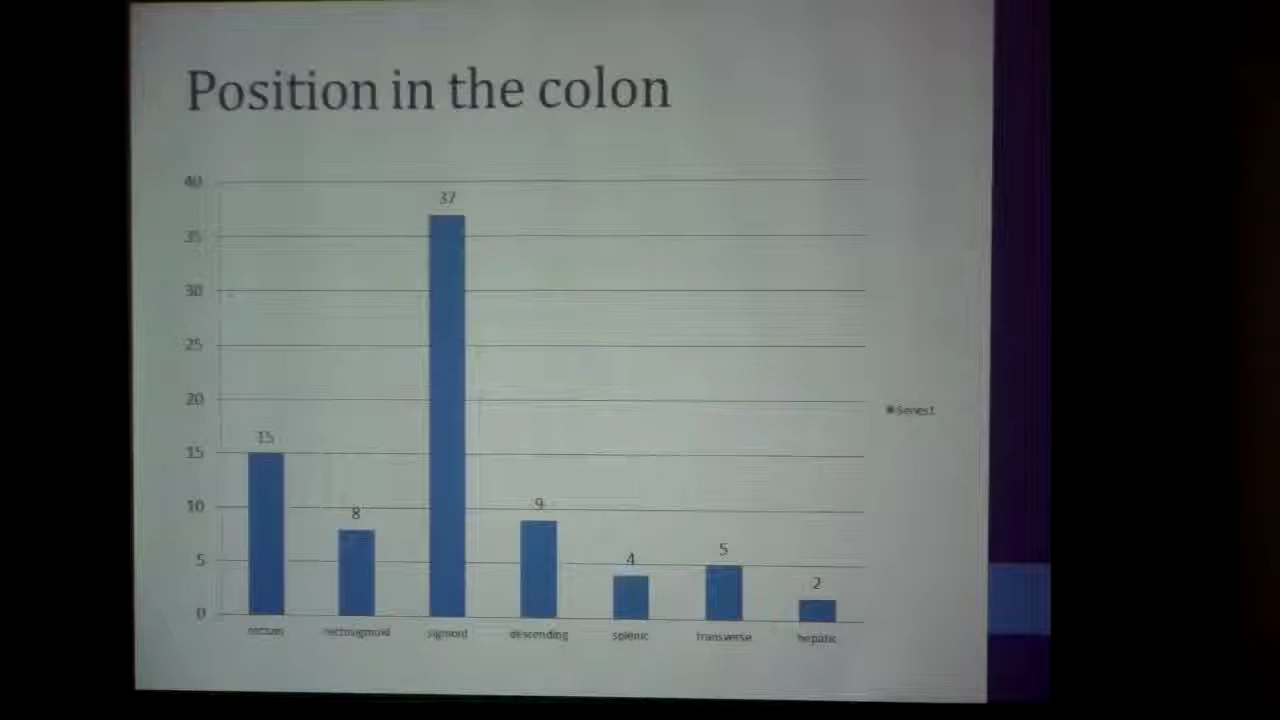 Position in the colon
40
35
30
25
20
15
10
5
0
15
8
37
9
4
5
2
rectum
rectosigmoid
sigmoid
descending
splenic
transverse
hepatic
Series1